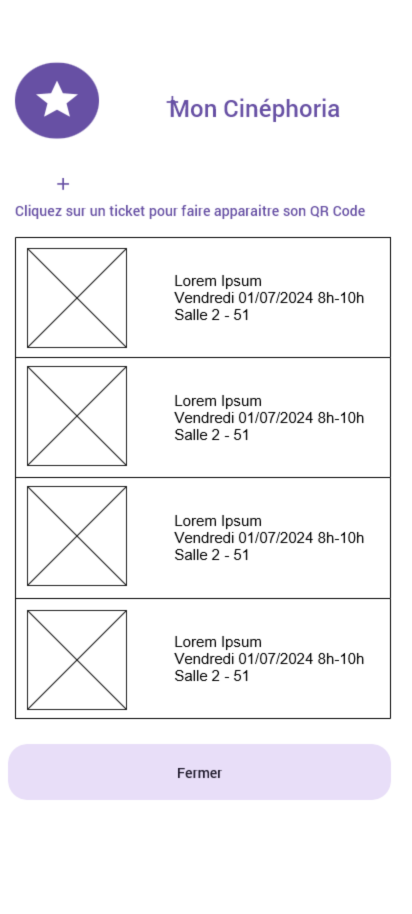 Mon Cinéphoria
+
Cliquez sur un ticket pour faire apparaitre son QR Code
Lorem Ipsum
Vendredi 01/07/2024 8h-10h
Salle 2 - 51
Lorem Ipsum
Vendredi 01/07/2024 8h-10h
Salle 2 - 51
Lorem Ipsum
Vendredi 01/07/2024 8h-10h
Salle 2 - 51
Lorem Ipsum
Vendredi 01/07/2024 8h-10h
Salle 2 - 51
Fermer